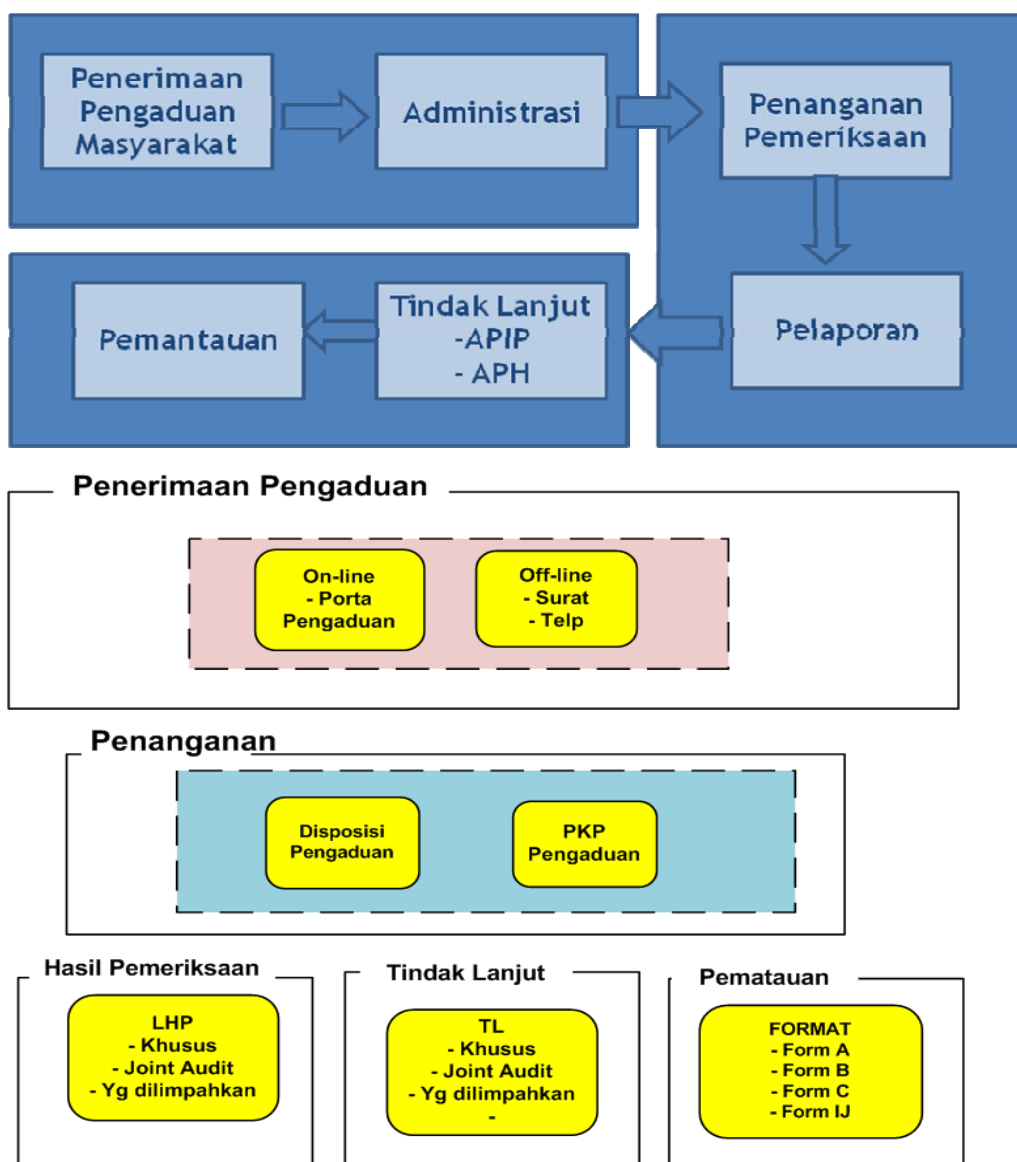 Penerimaan
Pengaduan
Masyarakat
Administrasi
Penanganan
Pemeriksaan
Pemantauan
Tindak Lanjut
-APIP
- APH
Pelaporan
Penerimaan Pengaduan
On-line
- Porta
Pengaduan
Off-line
- Surat
- Telp
Penanganan
Disposisi
Pengaduan
PKP
Pengaduan
Hasil Pemeriksaan
LHP
- Khusus
- Joint Audit
- Yg dilimpahkan
Tindak Lanjut
TL
- Khusus
- Joint Audit
- Yg dilimpahkan
-
Pematauan
FORMAT
- Form A
- Form B
- Form C
- Form IJ